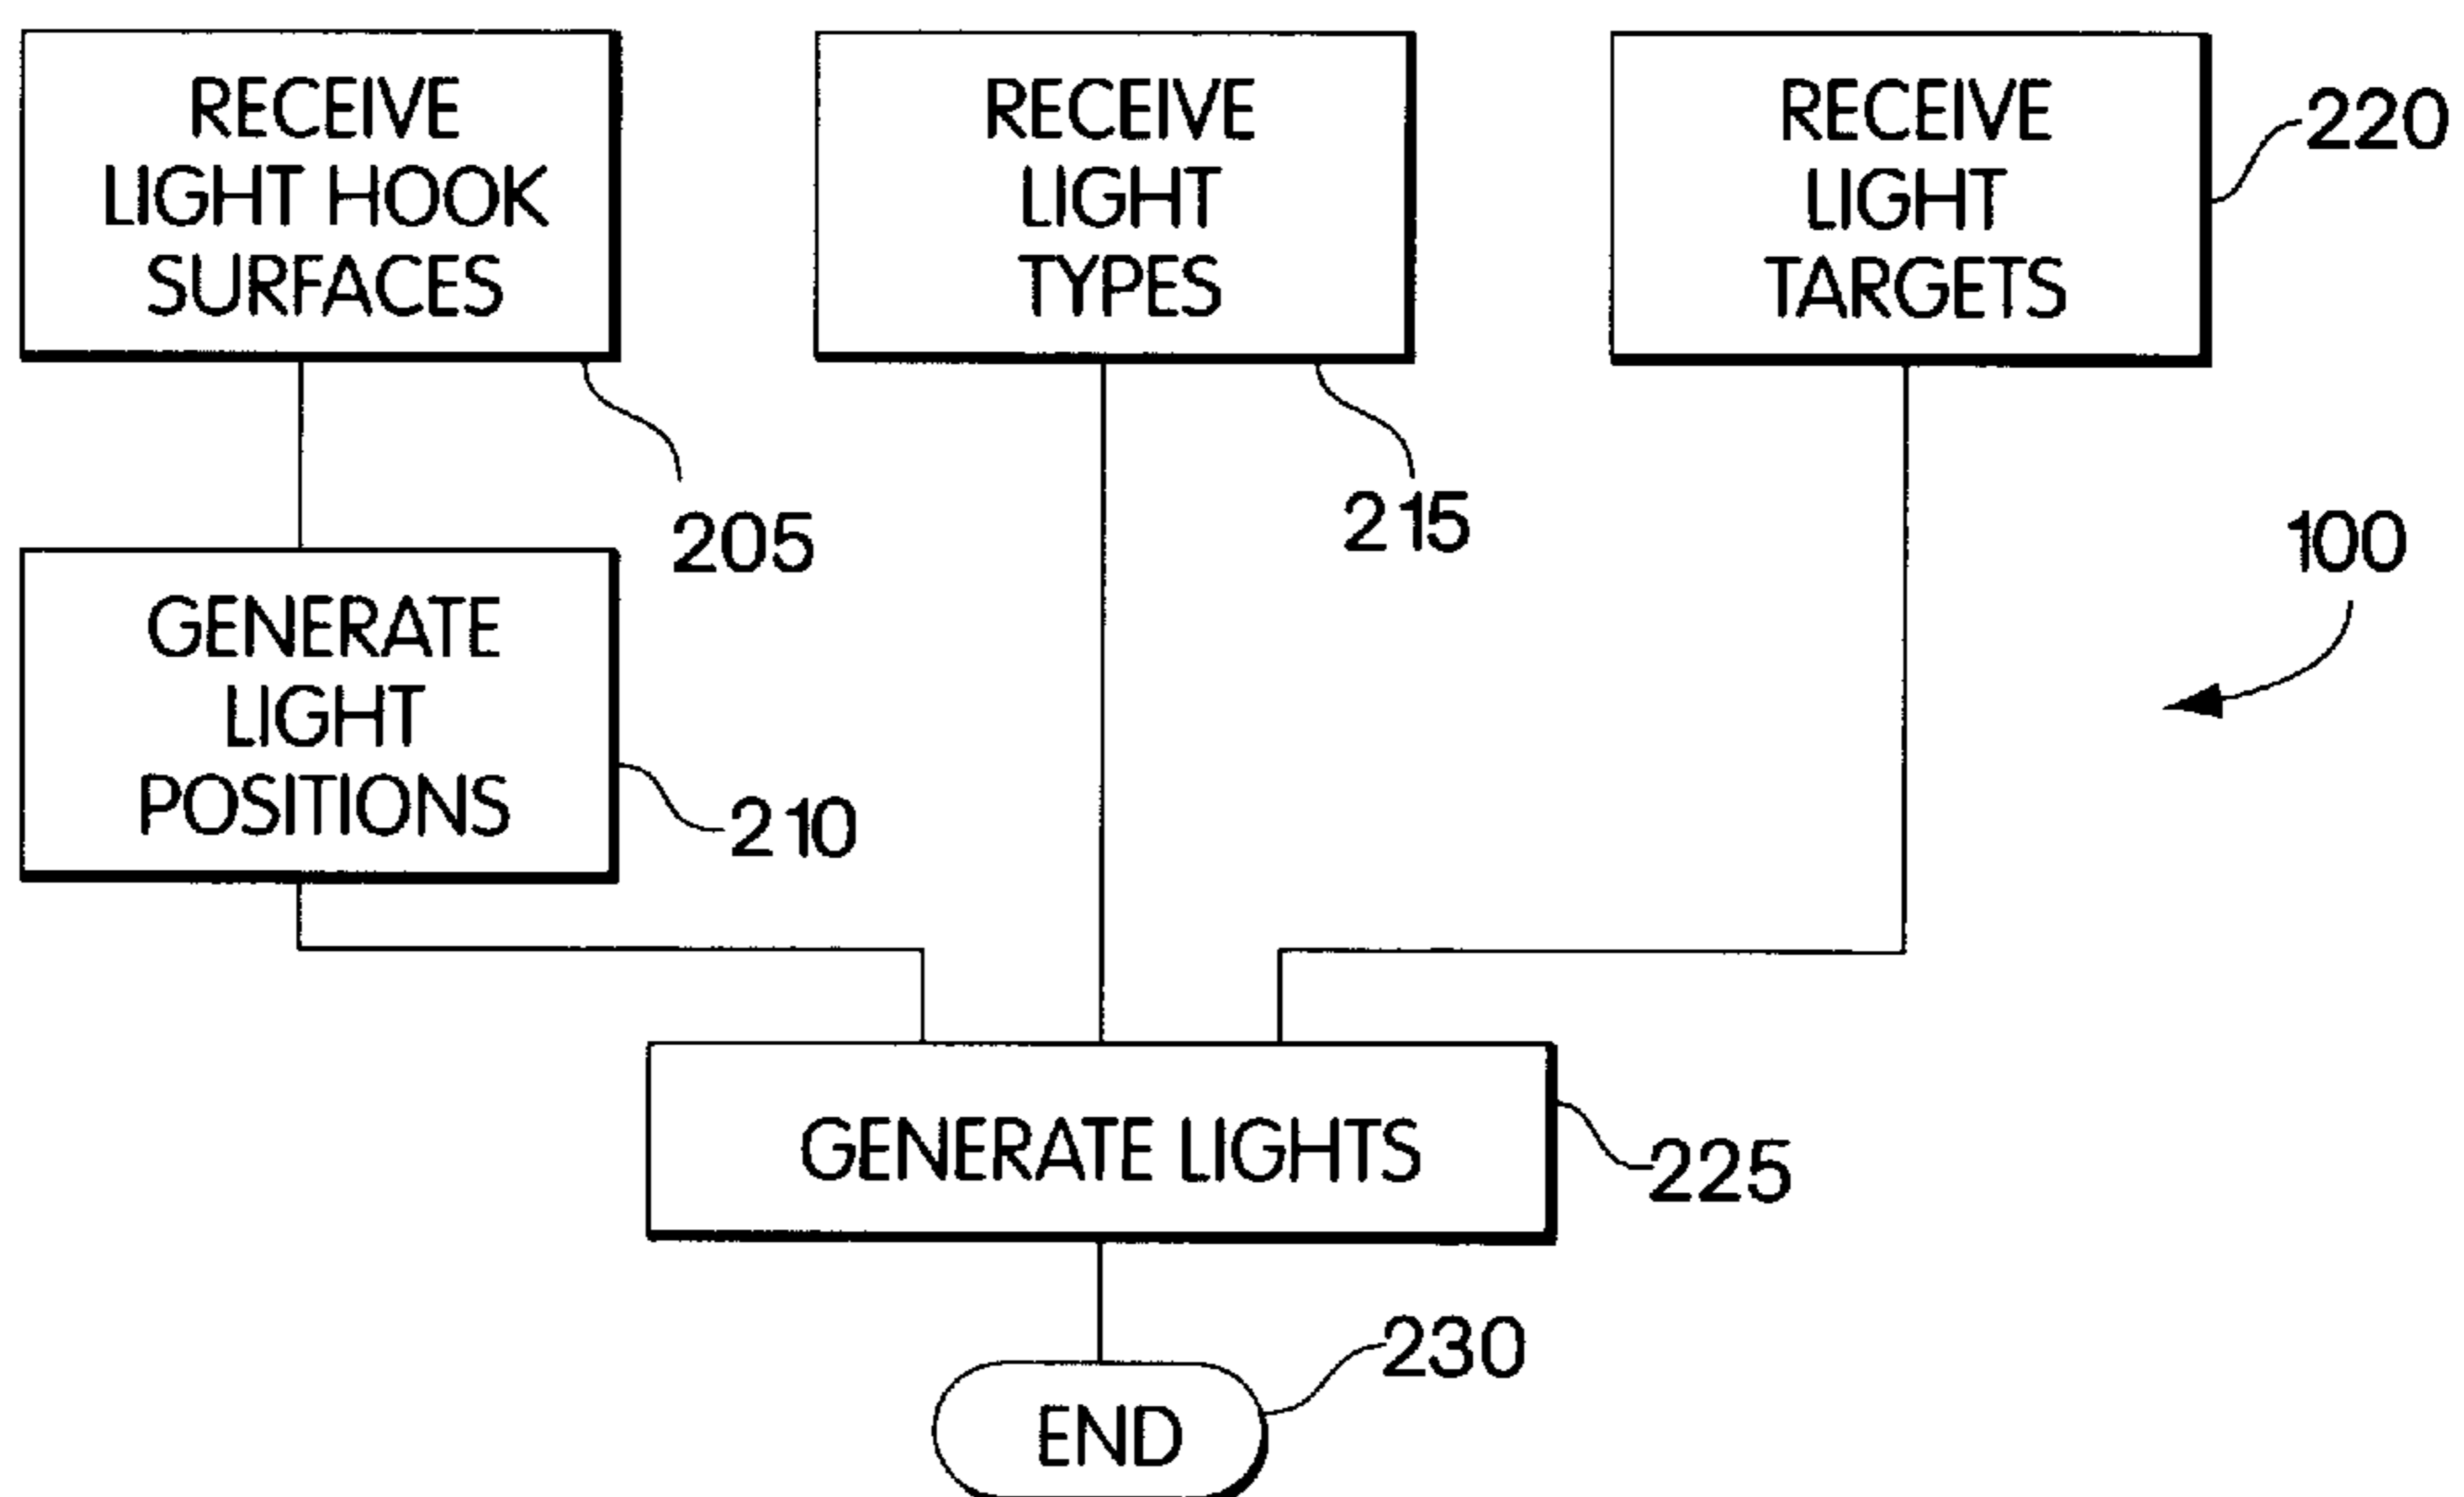 RECEIVE
LIGHT HOOK
SURFACES
RECEIVE
LIGHT
TYPES
RECEIVE
LIGHT
TARGETS
220
205
215
100
GENERATE
LIGHT
POSITIONS
210
GENERATE LIGHTS
225
230
END